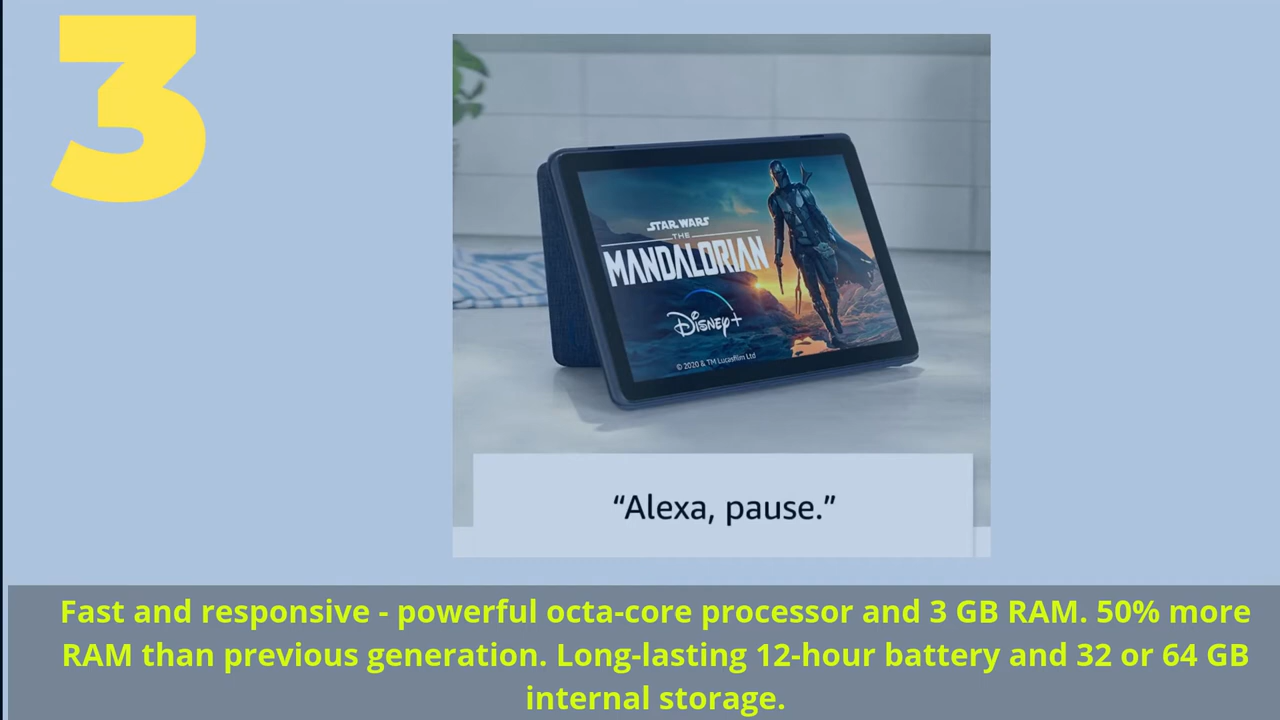 3
STAR WARS
THE
MANDALORIAN
Disney+
© 2020 & TM Lucasfilm Ltd
“Alexa, pause.”
Fast and responsive - powerful octa-core processor and 3 GB RAM. 50% more
RAM than previous generation. Long-lasting 12-hour battery and 32 or 64 GB
internal storage.